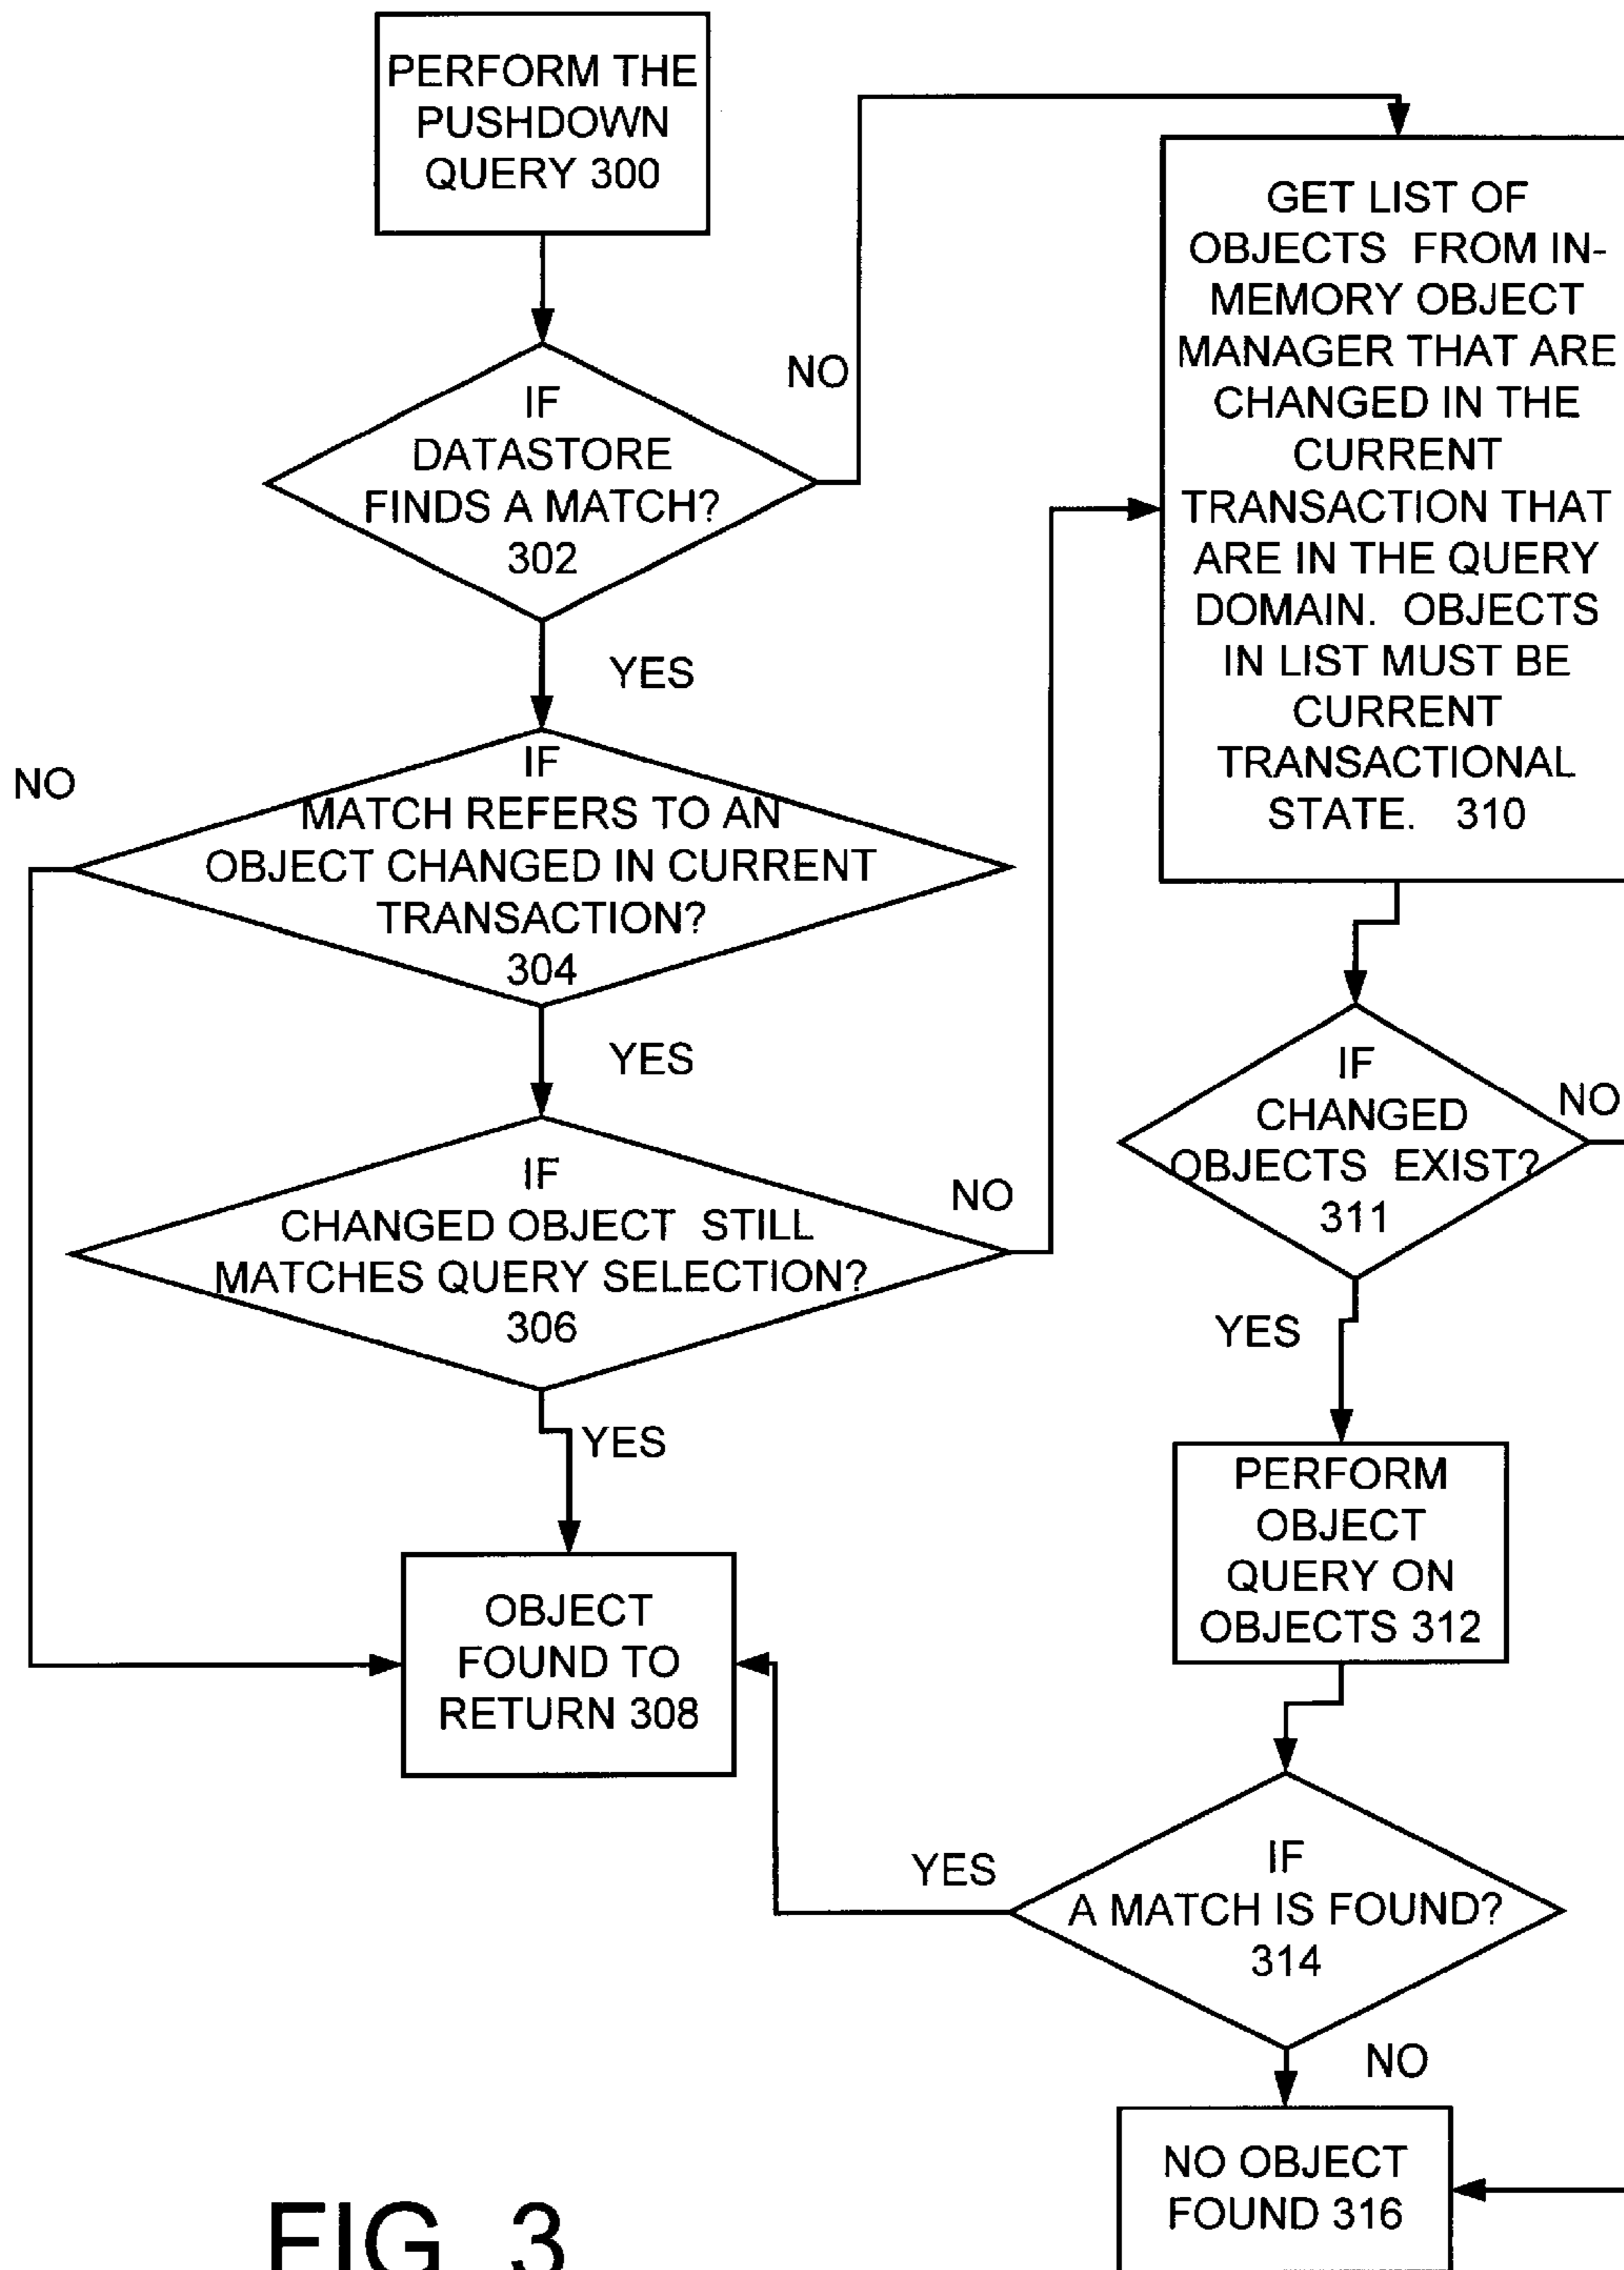 PERFORM THE
PUSHDOWN
QUERY 300
NO
IF
DATASTORE
FINDS A MATCH?
302
YES
NO
IF
MATCH REFERS TO AN
OBJECT CHANGED IN CURRENT
TRANSACTION?
304
YES
IF
CHANGED OBJECT STILL
MATCHES QUERY SELECTION?
306
NO
YES
OBJECT
FOUND TO
RETURN 308
GET LIST OF
OBJECTS FROM IN-
MEMORY OBJECT
MANAGER THAT ARE
CHANGED IN THE
CURRENT
TRANSACTION THAT
ARE IN THE QUERY
DOMAIN. OBJECTS
IN LIST MUST BE
CURRENT
TRANSACTIONAL
STATE. 310
IF
CHANGED
OBJECTS EXIST?
311
NO
YES
PERFORM
OBJECT
QUERY ON
OBJECTS 312
IF
A MATCH IS FOUND?
314
YES
NO
NO OBJECT
FOUND 316
FIG. 3